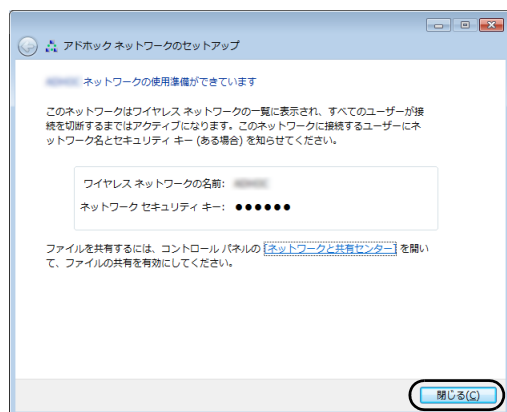 アドホック ネットワークのセットアップ
ネットワークの使用準備ができています
このネットワークはワイヤレス ネットワークの一覧に表示され、すべてのユーザーが接
続を切断するまではアクティブになります。このネットワークに接続するユーザーにネ
ットワーク名とセキュリティ キー (ある場合) を知らせてください。
ワイヤレス ネットワークの名前:
ネットワーク セキュリティ キー: ●●●●●●
ファイルを共有するには、コントロール パネルの [ネットワークと共有センター] を開い
て、ファイルの共有を有効にしてください。
閉じる(C)